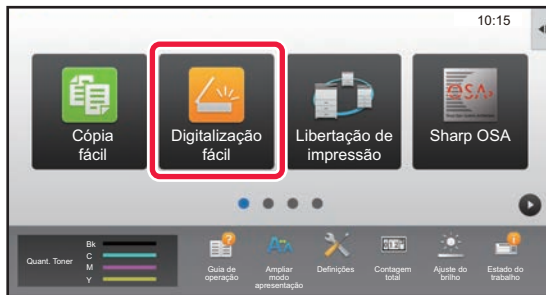 10:15
Cópia
fácil
Digitalização
fácil
Libertação de
impressão
Sharp OSA
Quant. Toner
Bk
C
M
Y
Guia de
operação
Ampliar
modo
apresentação
Definições
Contagem
total
Ajuste do
brilho
Estado do
trabalho